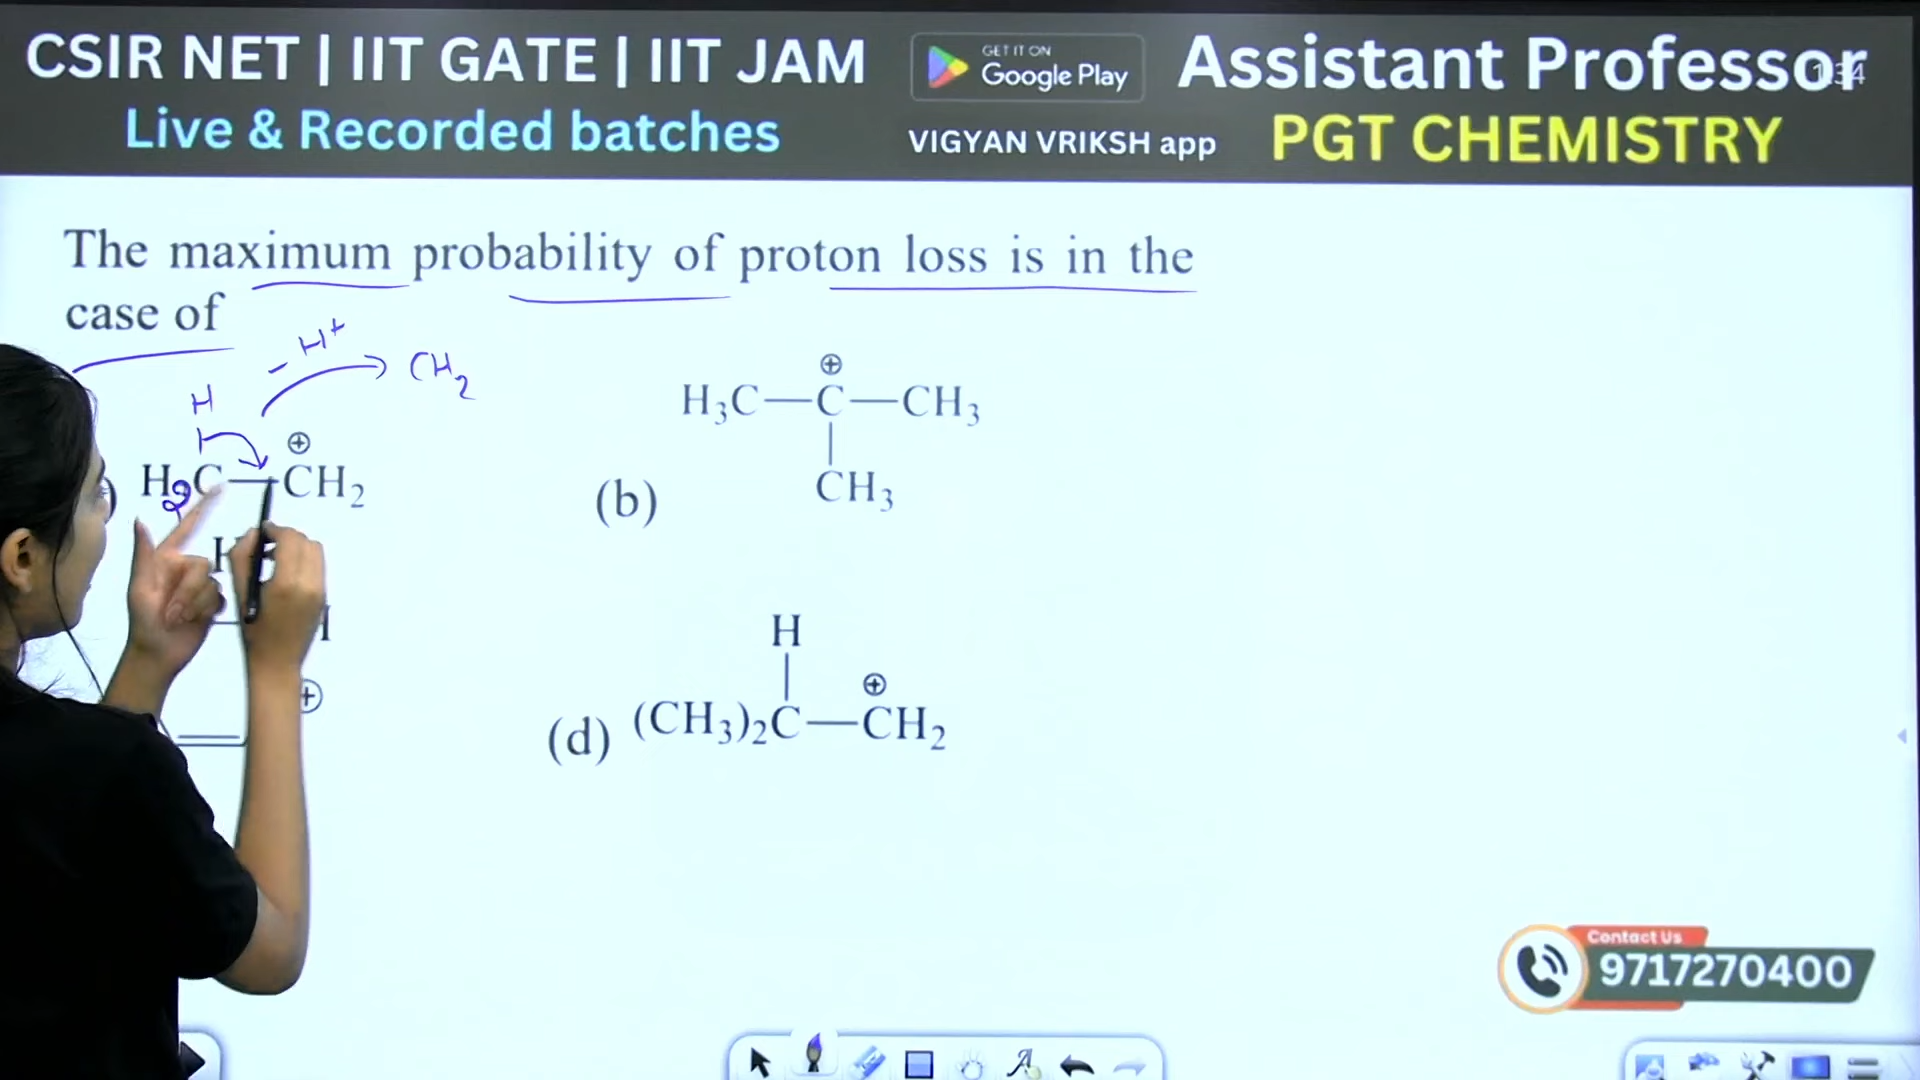 CSIR NET | IIT GATE | IIT JAM
Live & Recorded batches
GET IT ON
Google Play
VIGYAN VRIKSH app
Assistant Professor
PGT CHEMISTRY
The maximum probability of proton loss is in the
case of
- H+
CH2
H
⊕
H2C—CH2
H
⊕
(b)
⊕
H3C—C—CH3
CH3
(d)
H
⊕
(CH3)2C—CH2
Contact Us
9717270400